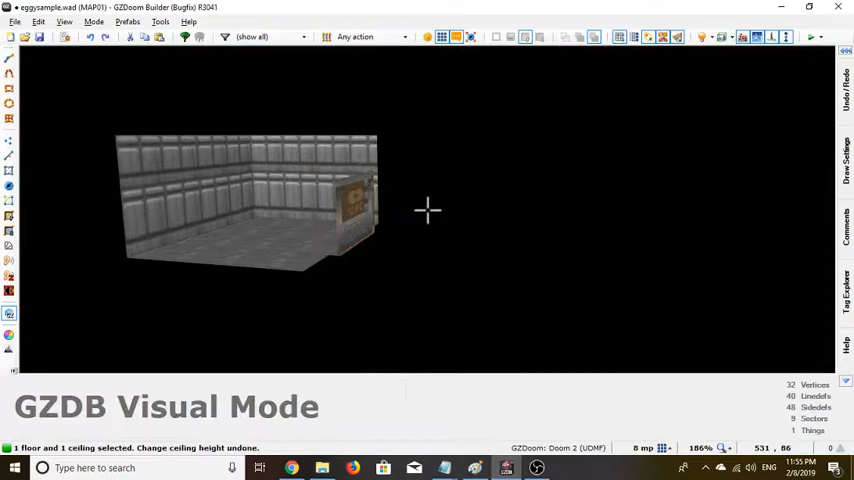 eggysample.wad (MAP01) - GZDoom Builder (Bugfix) R3041
File Edit View Mode Prefabs Tools Help
(show all) Any action
Undo / Redo
Draw Settings
Comments
Tag Explorer
Help
GZDB Visual Mode
32 Vertices
40 Linedefs
48 Sidedefs
9 Sectors
1 Things
1 floor and 1 ceiling selected. Change ceiling height undone. GZDoom: Doom 2 (UDMF) 8 mp 186% 531 , 86 0
Type here to search ENG 11:55 PM
2/8/2019 3